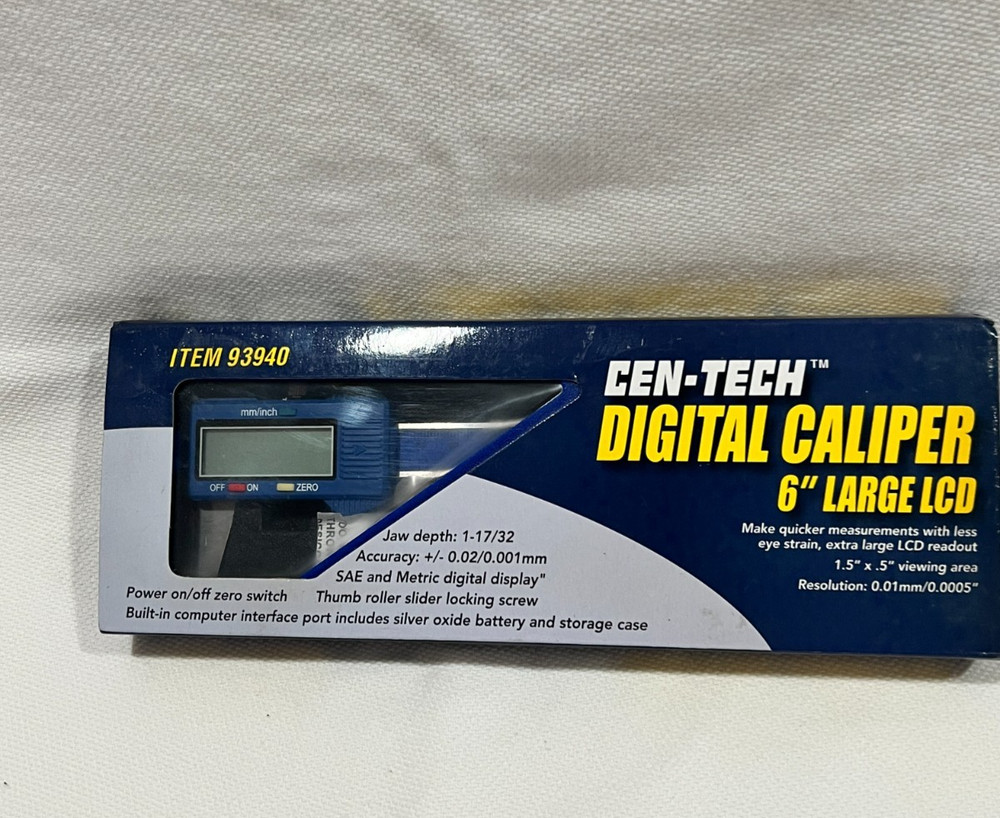 ITEM 93940
CEN-TECH™
DIGITAL CALIPER
6" LARGE LCD
Make quicker measurements with less
eye strain, extra large LCD readout
1.5" x .5" viewing area
Resolution: 0.01mm/0.0005"
mm/inch
OFF ON ZERO
Jaw depth: 1-17/32
Accuracy: +/- 0.02/0.001mm
SAE and Metric digital display"
Power on/off zero switch Thumb roller slider locking screw
Built-in computer interface port includes silver oxide battery and storage case